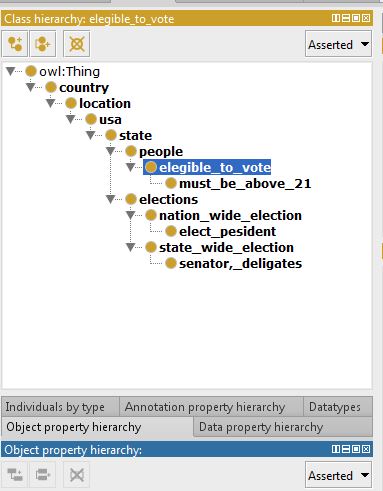 Class hierarchy: elegible_to_vote
Asserted
owl:Thing
country
location
usa
state
people
elegible_to_vote
must_be_above_21
elections
nation_wide_election
elect_pesident
state_wide_election
senator,_deligates
Individuals by type Annotation property hierarchy Datatypes
Object property hierarchy Data property hierarchy
Object property hierarchy:
Asserted